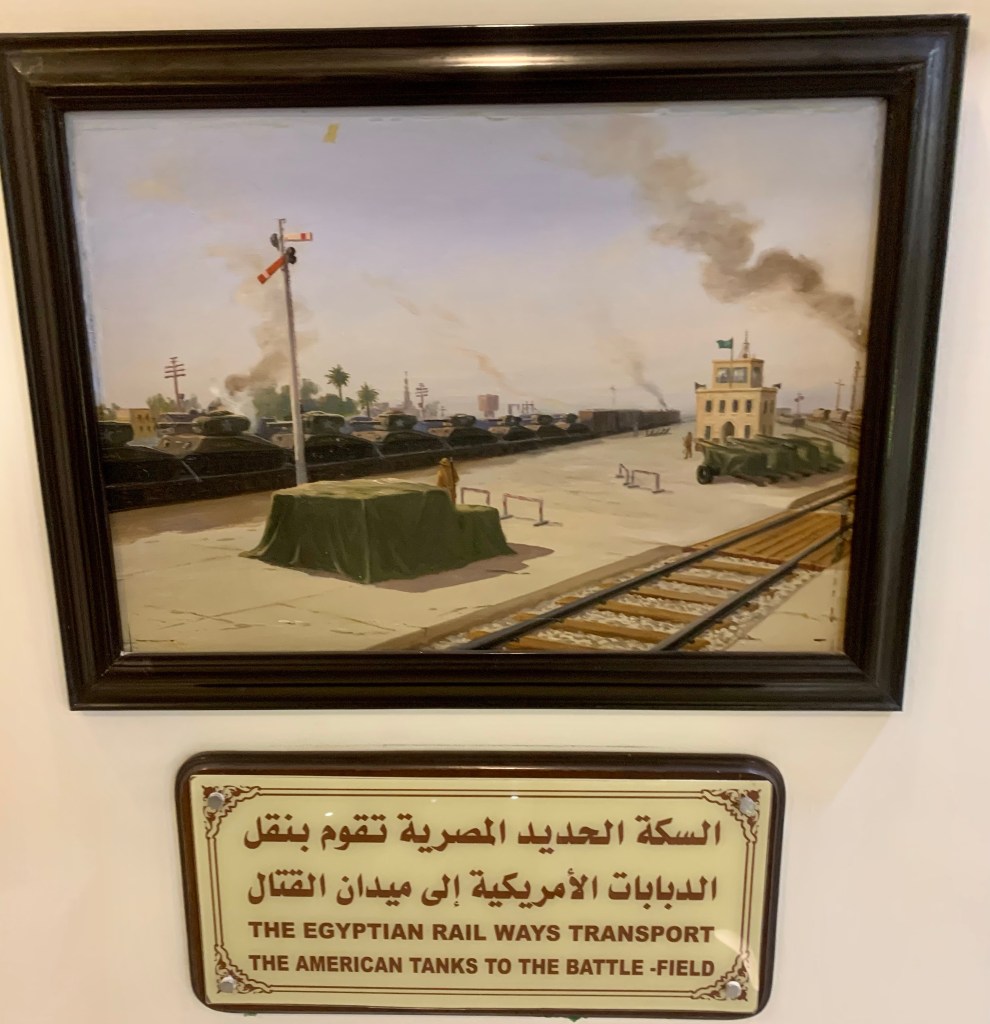 السكة الحديد المصرية تقوم بنقل
الدبابات الأمريكية إلى ميدان القتال
THE EGYPTIAN RAIL WAYS TRANSPORT
THE AMERICAN TANKS TO THE BATTLE -FIELD